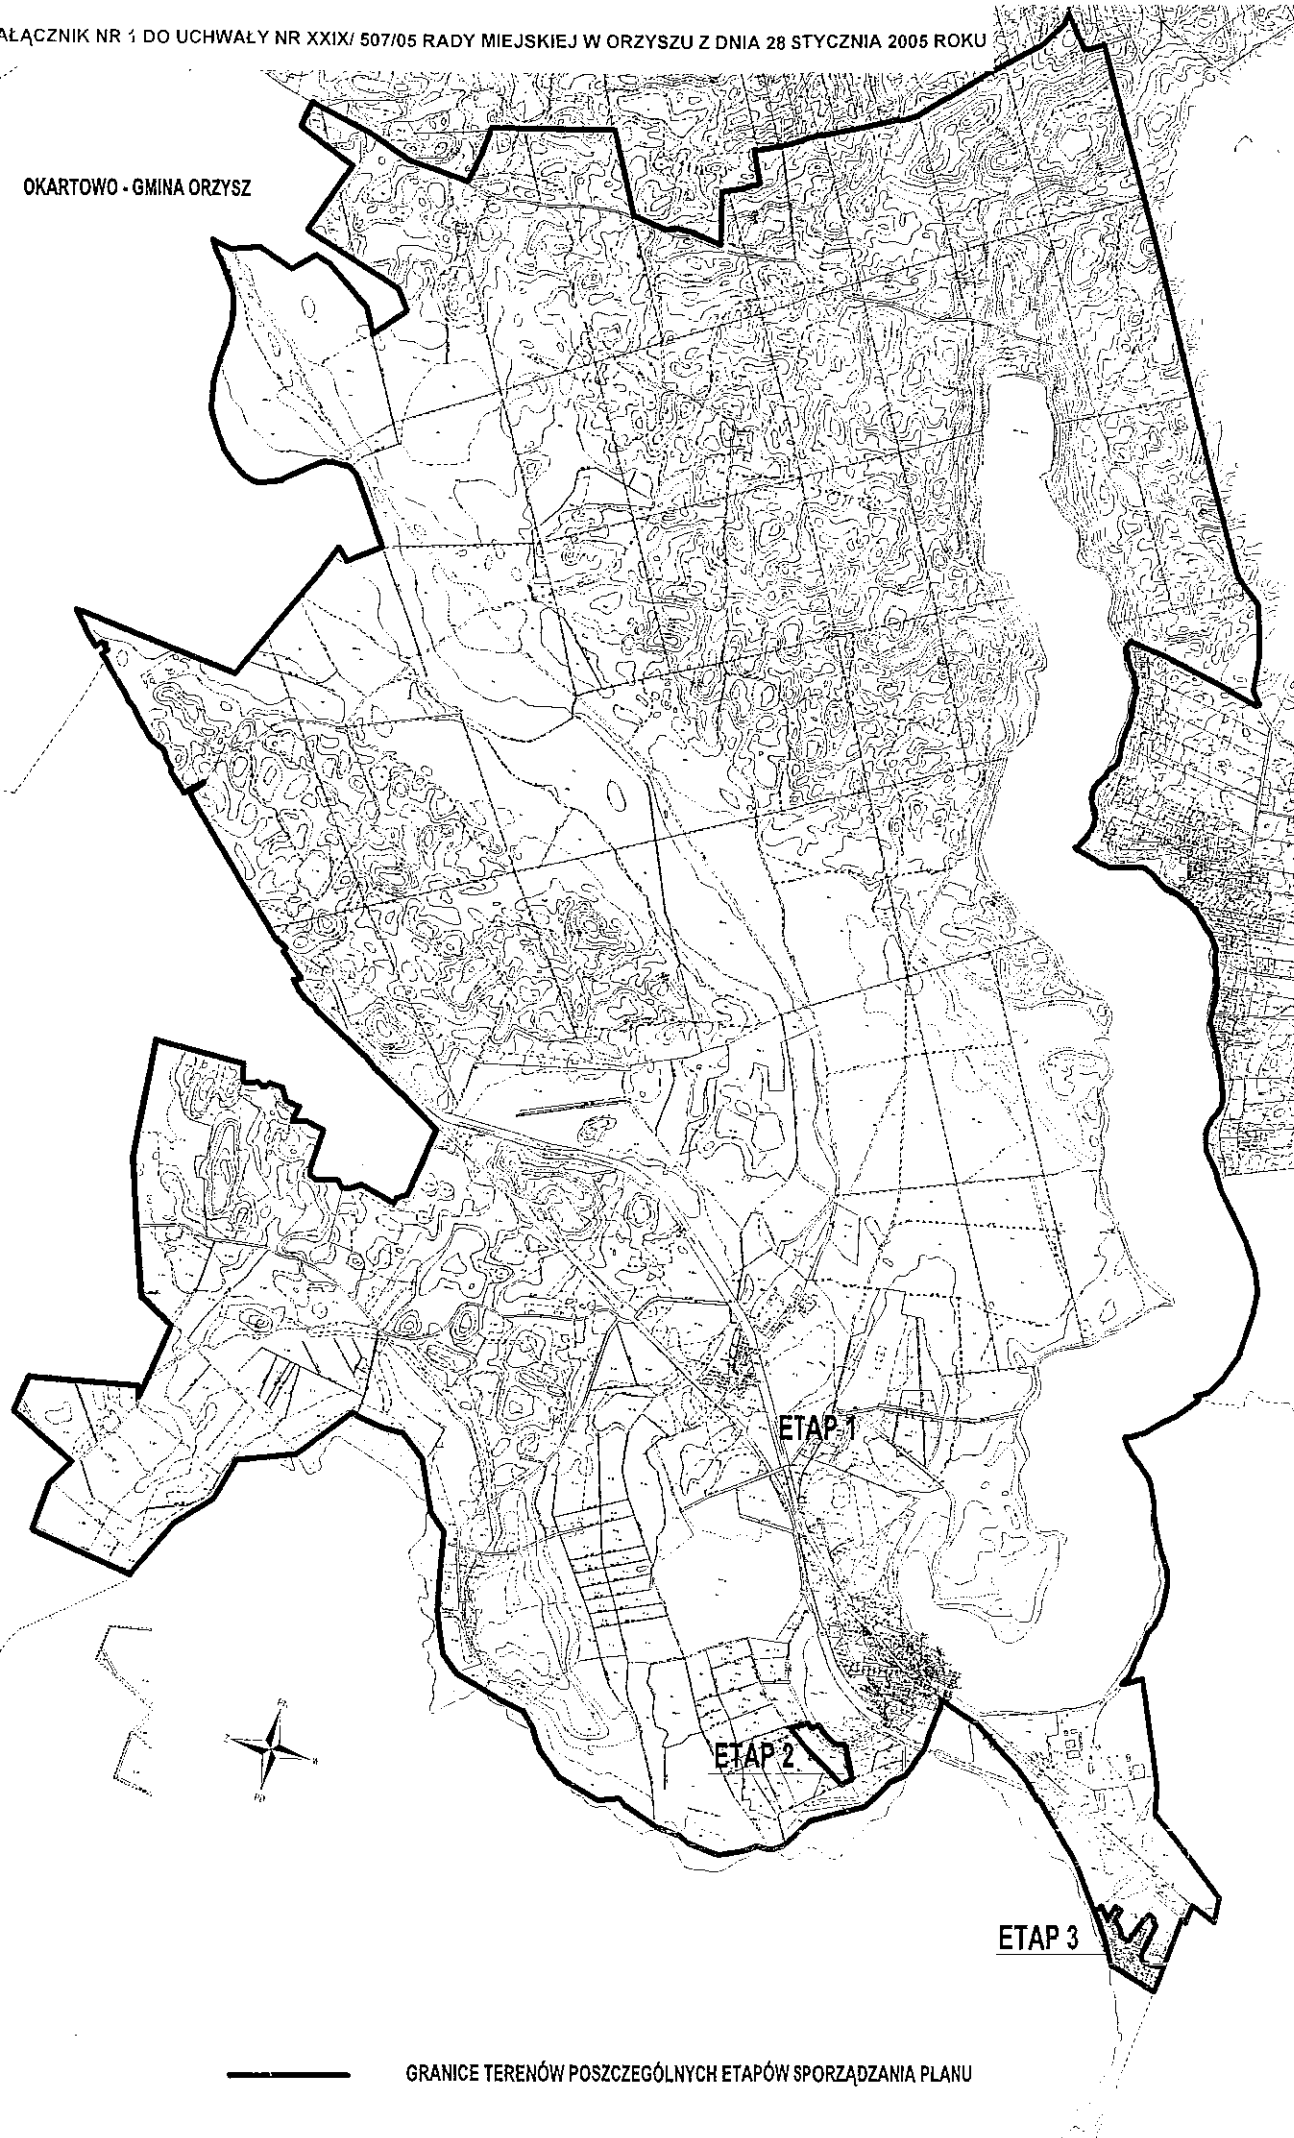 AŁĄCZNIK NR 1 DO UCHWAŁY NR XXIX/ 507/05 RADY MIEJSKIEJ W ORZYSZU Z DNIA 28 STYCZNIA 2005 ROKU
OKARTOWO - GMINA ORZYSZ
ETAP 1
ETAP 2
ETAP 3
GRANICE TERENÓW POSZCZEGÓLNYCH ETAPÓW SPORZĄDZANIA PLANU